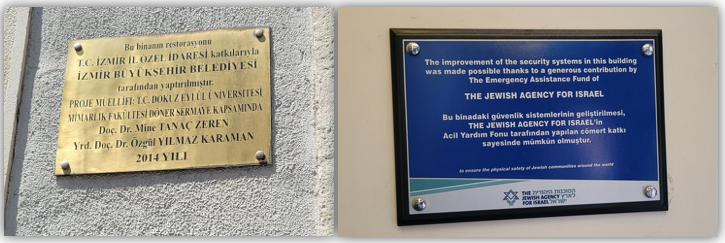 Bu binanın restorasyonu
T.C. İZMİR İL ÖZEL İDARESİ katkılarıyla
İZMİR BÜYÜKŞEHİR BELEDİYESİ
tarafından yaptırılmıştır.
PROJE MÜELLİFİ: T.C. DOKUZ EYLÜL ÜNİVERSİTESİ
MİMARLIK FAKÜLTESİ DÖNER SERMAYE KAPSAMINDA
Doç. Dr. Mine TANAÇ ZEREN
Yrd. Doç. Dr. Özgül YILMAZ KARAMAN
2014 YILI
The improvement of the security systems in this building
was made possible thanks to a generous contribution by
The Emergency Assistance Fund of
THE JEWISH AGENCY FOR ISRAEL
Bu binadaki güvenlik sistemlerinin geliştirilmesi,
THE JEWISH AGENCY FOR ISRAEL'in
Acil Yardım Fonu tarafından yapılan cömert katkı
sayesinde mümkün olmuştur.
to ensure the physical safety of Jewish communities around the world
THE JEWISH AGENCY FOR ISRAEL
הסוכנות היהודית לארץ ישראל